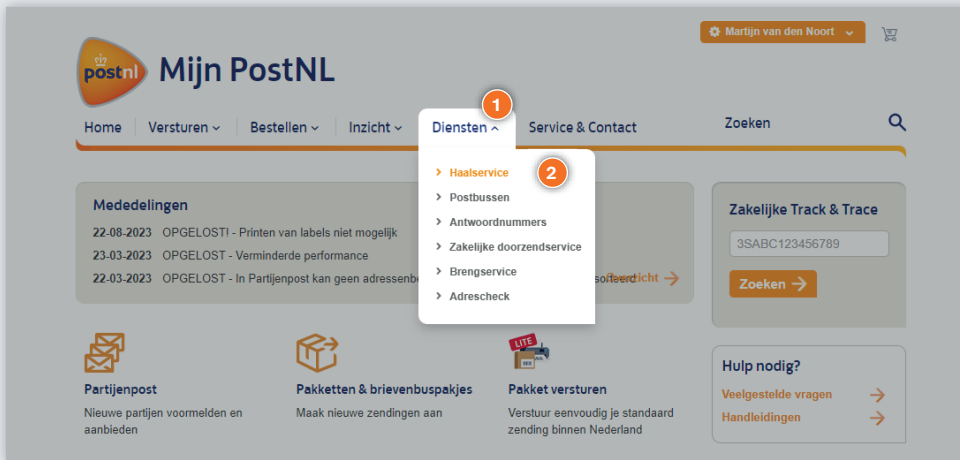 Martijn van den Noort
postnl
Mijn PostNL
1
Home Versturen Bestellen Inzicht Diensten Service & Contact Zoeken
Haalservice 2
Postbussen
Antwoordnummers
Zakelijke doorzendservice
Brengservice
Adrescheck
Mededelingen
22-08-2023 OPGELOST! - Printen van labels niet mogelijk
23-03-2023 OPGELOST - Verminderde performance
22-03-2023 OPGELOST - In Partijenpost kan geen
Zakelijke Track & Trace
3SABC123456789
Zoeken
LITE
Partijenpost
Nieuwe partijen voormelden en
aanbieden
Pakketten & brievenbuspakjes
Maak nieuwe zendingen aan
Pakket versturen
Verstuur eenvoudig je standaard
zending binnen Nederland
Hulp nodig?
Veelgestelde vragen
Handleidingen